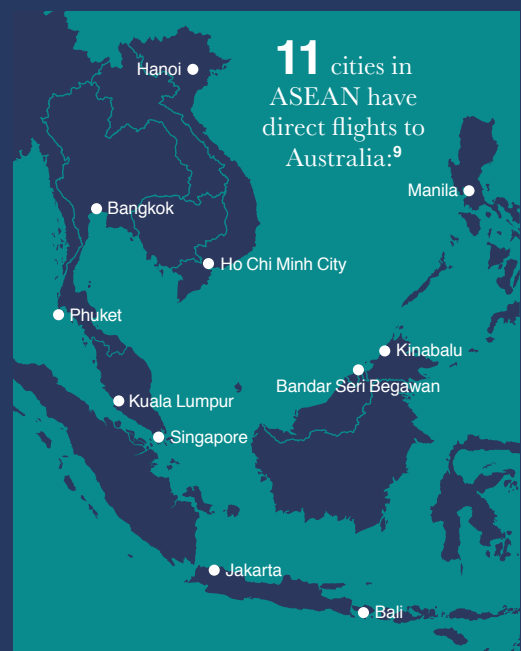 11 cities in
ASEAN have
direct flights to
Australia:9
Hanoi
Manila
Bangkok
Ho Chi Minh City
Phuket
Kinabalu
Bandar Seri Begawan
Kuala Lumpur
Singapore
Jakarta
Bali